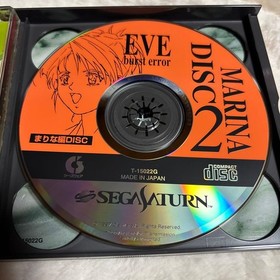 EVE
burst error
MARINA
DISC 2
まりな編DISC
T-15022G
MADE IN JAPAN
COMPACT
disc
SEGA SATURN